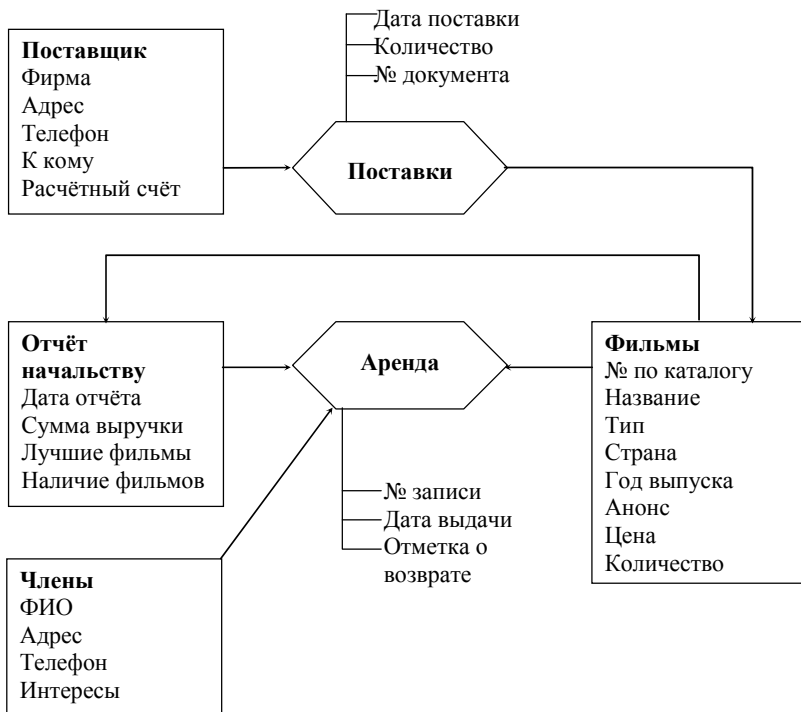 Поставщик
Фирма
Адрес
Телефон
К кому
Расчётный счёт
Дата поставки
Количество
№ документа
Поставки
Отчёт
начальству
Дата отчёта
Сумма выручки
Лучшие фильмы
Наличие фильмов
Аренда
Фильмы
№ по каталогу
Название
Тип
Страна
Год выпуска
Анонс
Цена
Количество
№ записи
Дата выдачи
Отметка о
возврате
Члены
ФИО
Адрес
Телефон
Интересы